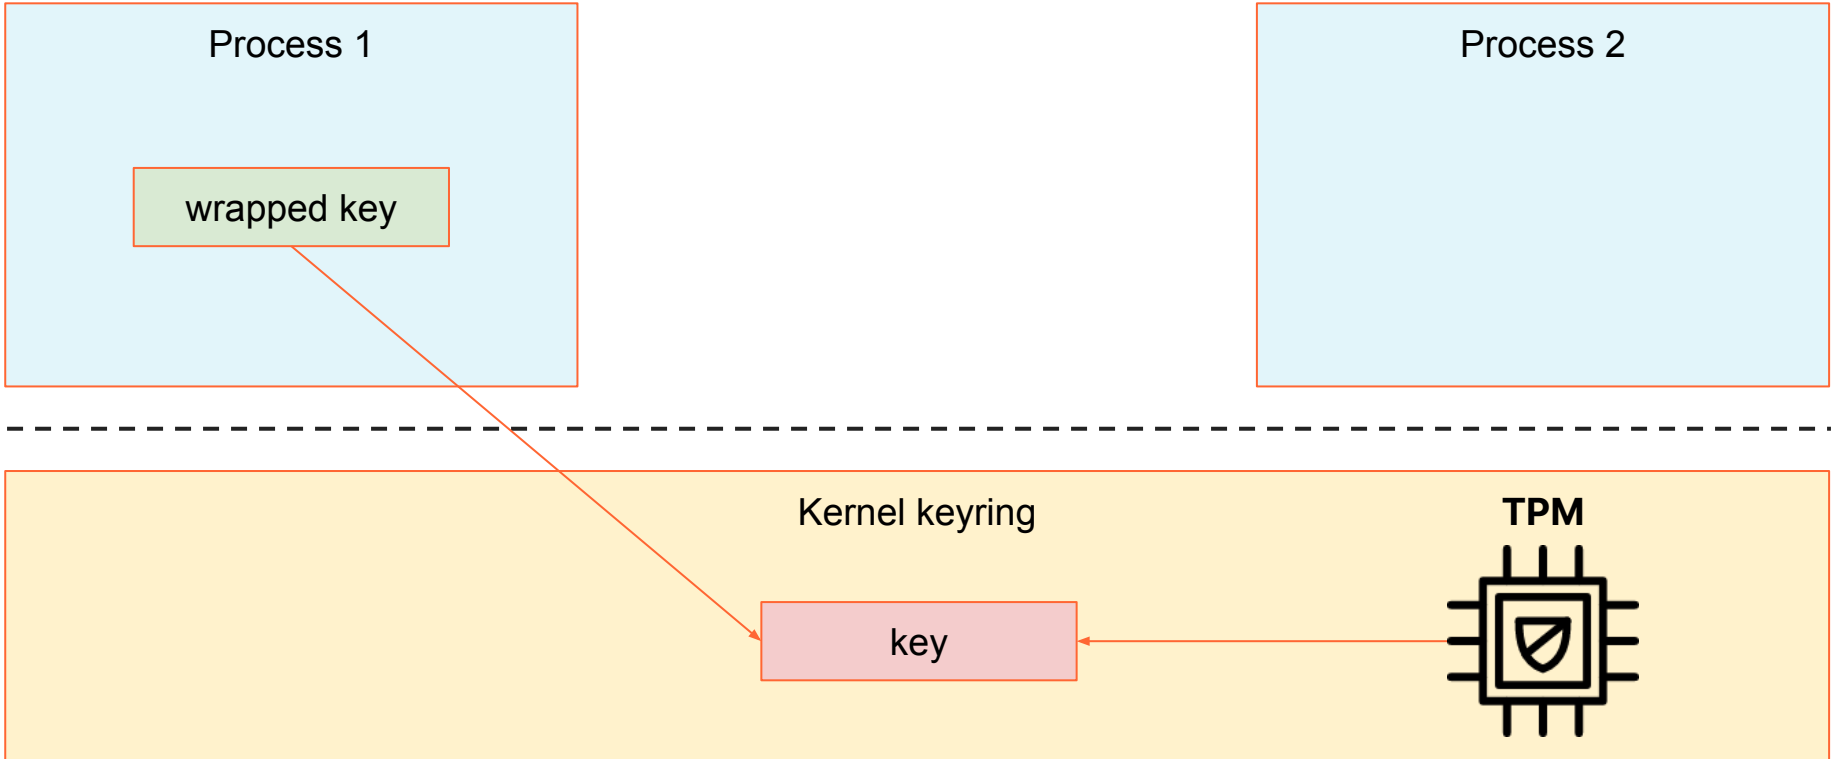 Process 1
Process 2
wrapped key
Kernel keyring
TPM
key